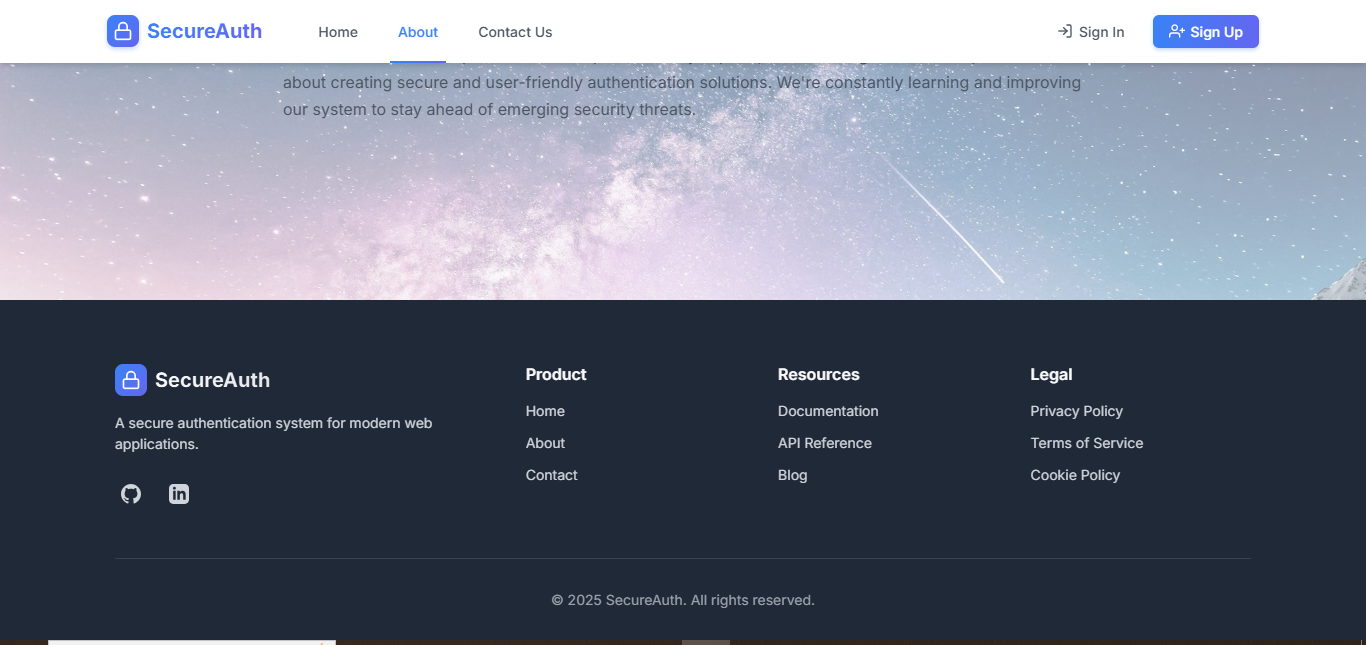 SecureAuth
Home
About
Contact Us
Sign In
Sign Up
about creating secure and user-friendly authentication solutions. We're constantly learning and improving
our system to stay ahead of emerging security threats.
SecureAuth
A secure authentication system for modern web
applications.
Product
Home
About
Contact
Resources
Documentation
API Reference
Blog
Legal
Privacy Policy
Terms of Service
Cookie Policy
© 2025 SecureAuth. All rights reserved.